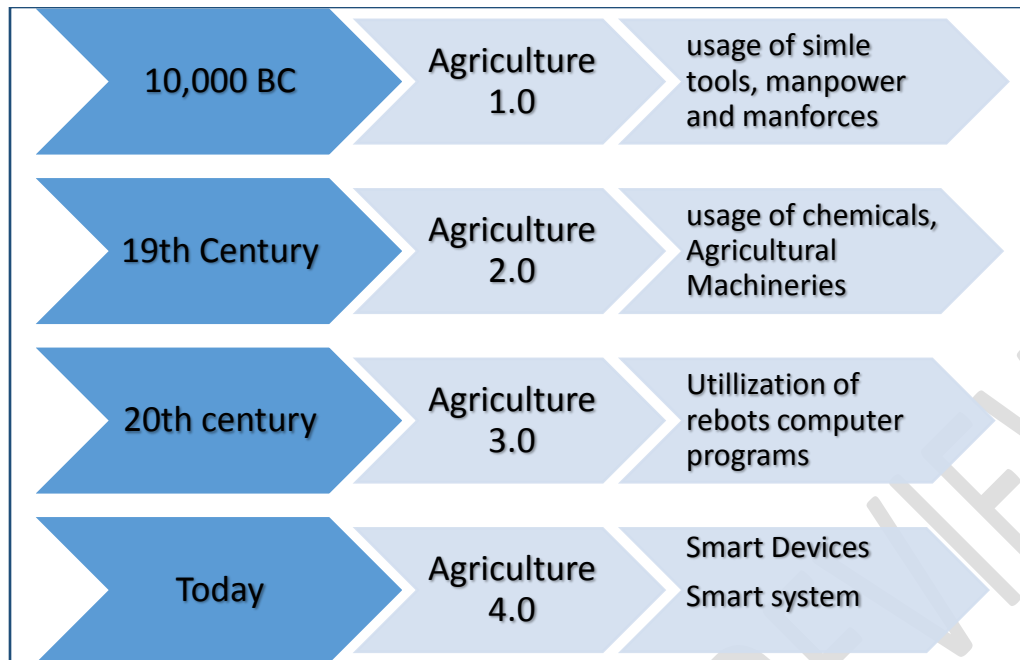 10,000 BC
Agriculture
1.0
usage of simle
tools, manpower
and manforces
19th Century
Agriculture
2.0
usage of chemicals,
Agricultural
Machineries
20th century
Agriculture
3.0
Utillization of
rebots computer
programs
Today
Agriculture
4.0
Smart Devices
Smart system